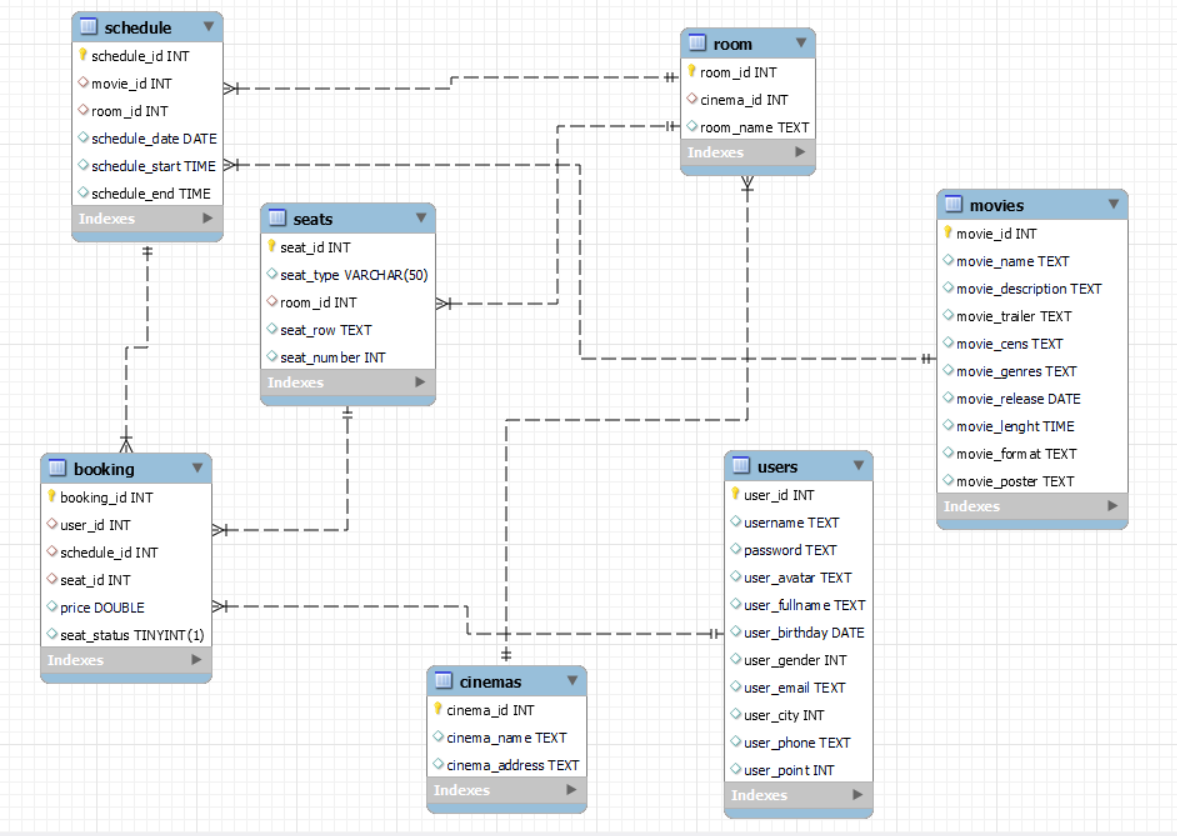 schedule
schedule_id INT
movie_id INT
room_id INT
schedule_date DATE
schedule_start TIME
schedule_end TIME
Indexes
room
room_id INT
cinema_id INT
room_name TEXT
Indexes
seats
seat_id INT
seat_type VARCHAR(50)
room_id INT
seat_row TEXT
seat_number INT
Indexes
movies
movie_id INT
movie_name TEXT
movie_description TEXT
movie_trailer TEXT
movie_cens TEXT
movie_genres TEXT
movie_release DATE
movie_lenght TIME
movie_format TEXT
movie_poster TEXT
Indexes
booking
booking_id INT
user_id INT
schedule_id INT
seat_id INT
price DOUBLE
seat_status TINYINT(1)
Indexes
users
user_id INT
username TEXT
password TEXT
user_avatar TEXT
user_fullname TEXT
user_birthday DATE
user_gender INT
user_email TEXT
user_city INT
user_phone TEXT
user_point INT
Indexes
cinemas
cinema_id INT
cinema_name TEXT
cinema_address TEXT
Indexes